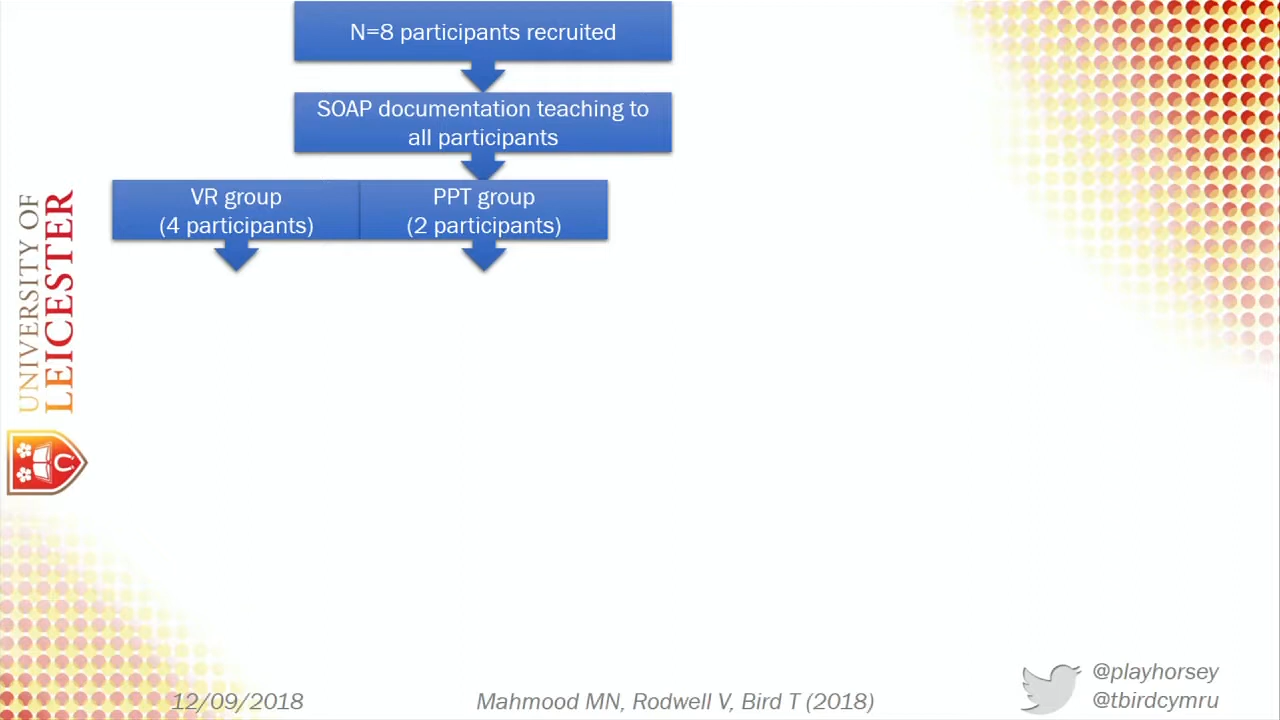 N=8 participants recruited
SOAP documentation teaching to
all participants
VR group
(4 participants)
PPT group
(2 participants)
UNIVERSITY OF
LEICESTER
12/09/2018
Mahmood MN, Rodwell V, Bird T (2018)
@playhorsey
@tbirdcymru